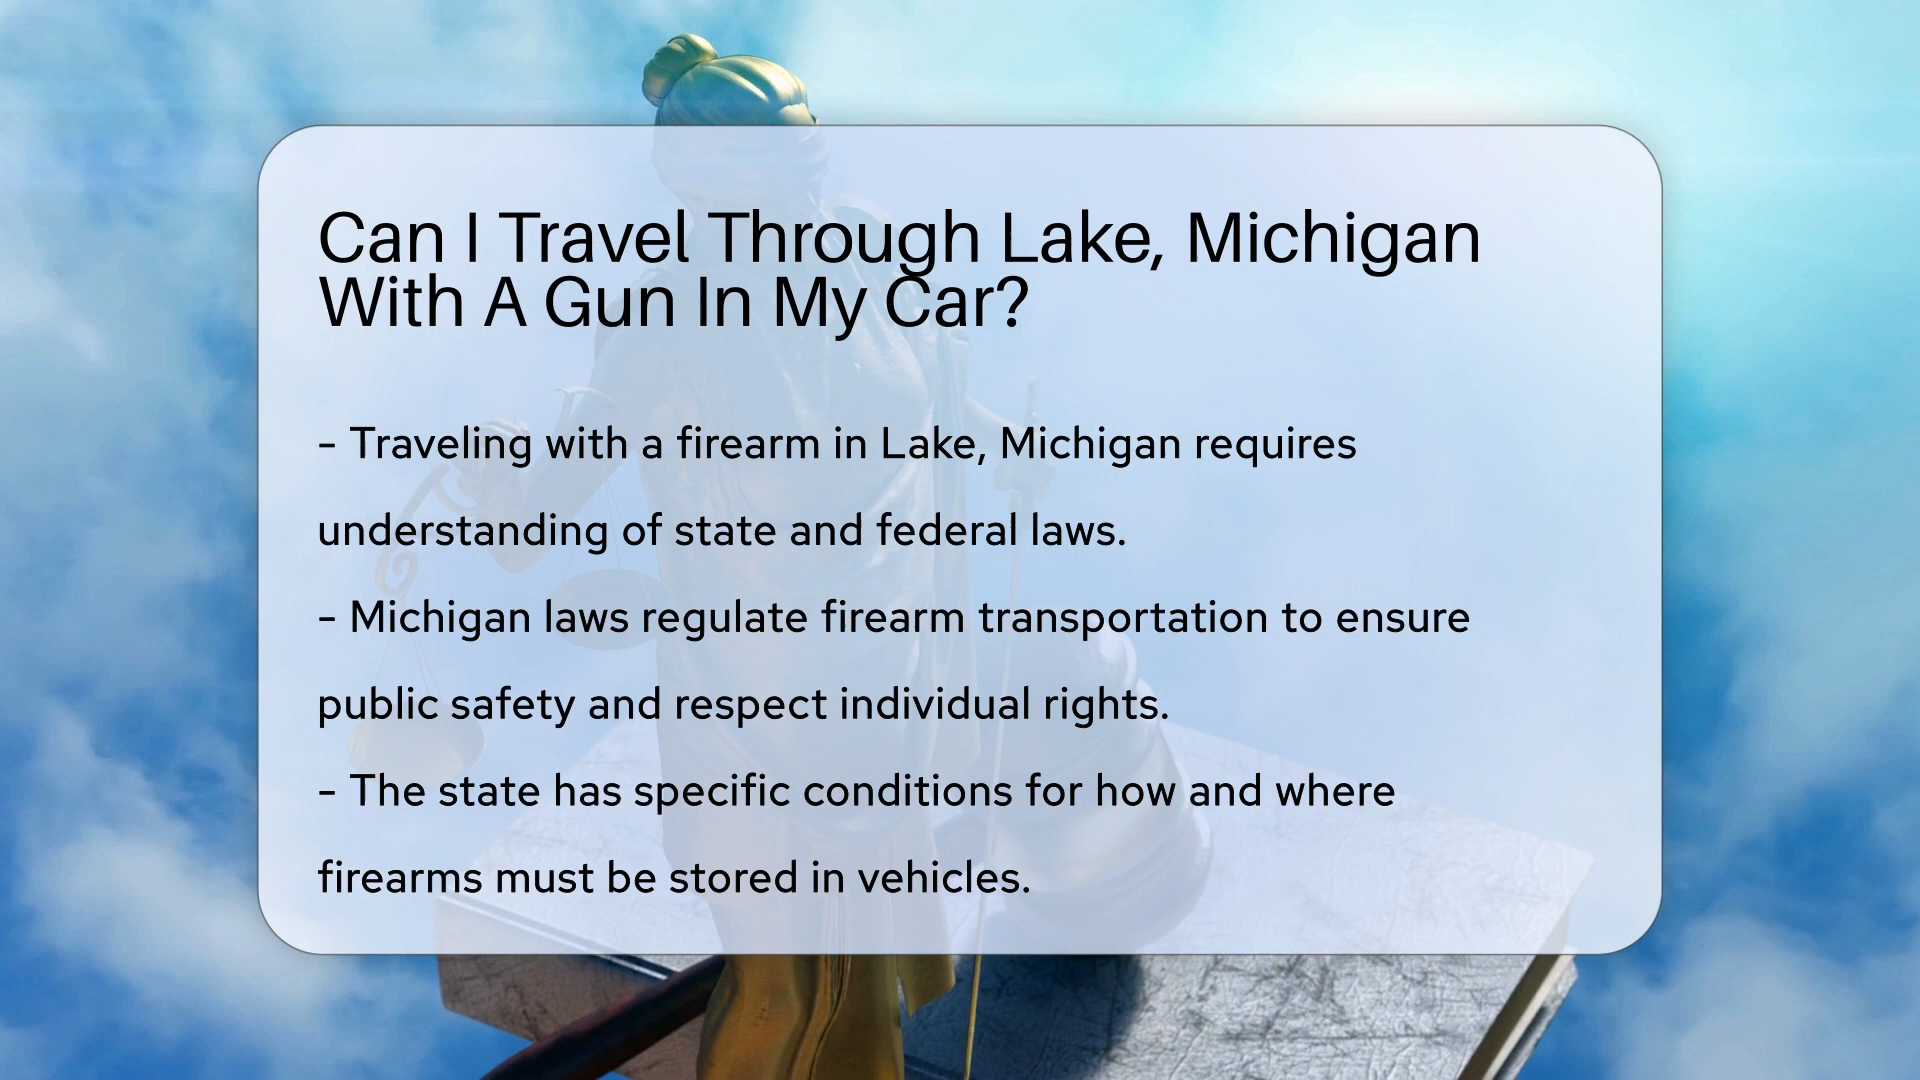 Can I Travel Through Lake, Michigan
With A Gun In My Car?
- Traveling with a firearm in Lake, Michigan requires
understanding of state and federal laws.
- Michigan laws regulate firearm transportation to ensure
public safety and respect individual rights.
- The state has specific conditions for how and where
firearms must be stored in vehicles.